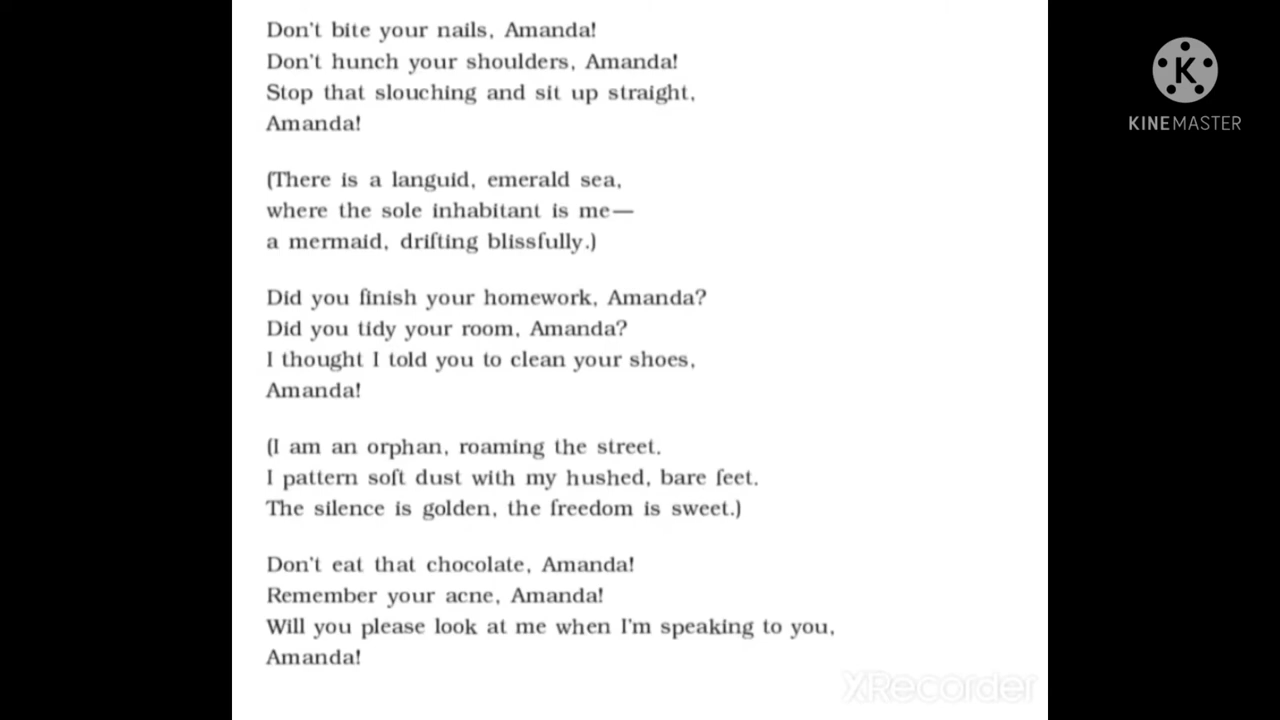 Don't bite your nails, Amanda!
Don't hunch your shoulders, Amanda!
Stop that slouching and sit up straight,
Amanda!
(There is a languid, emerald sea,
where the sole inhabitant is me—
a mermaid, drifting blissfully.)
Did you finish your homework, Amanda?
Did you tidy your room, Amanda?
I thought I told you to clean your shoes,
Amanda!
(I am an orphan, roaming the street.
I pattern soft dust with my hushed, bare feet.
The silence is golden, the freedom is sweet.)
Don't eat that chocolate, Amanda!
Remember your acne, Amanda!
Will you please look at me when I'm speaking to you,
Amanda!
K
KINEMASTER
XRecorder